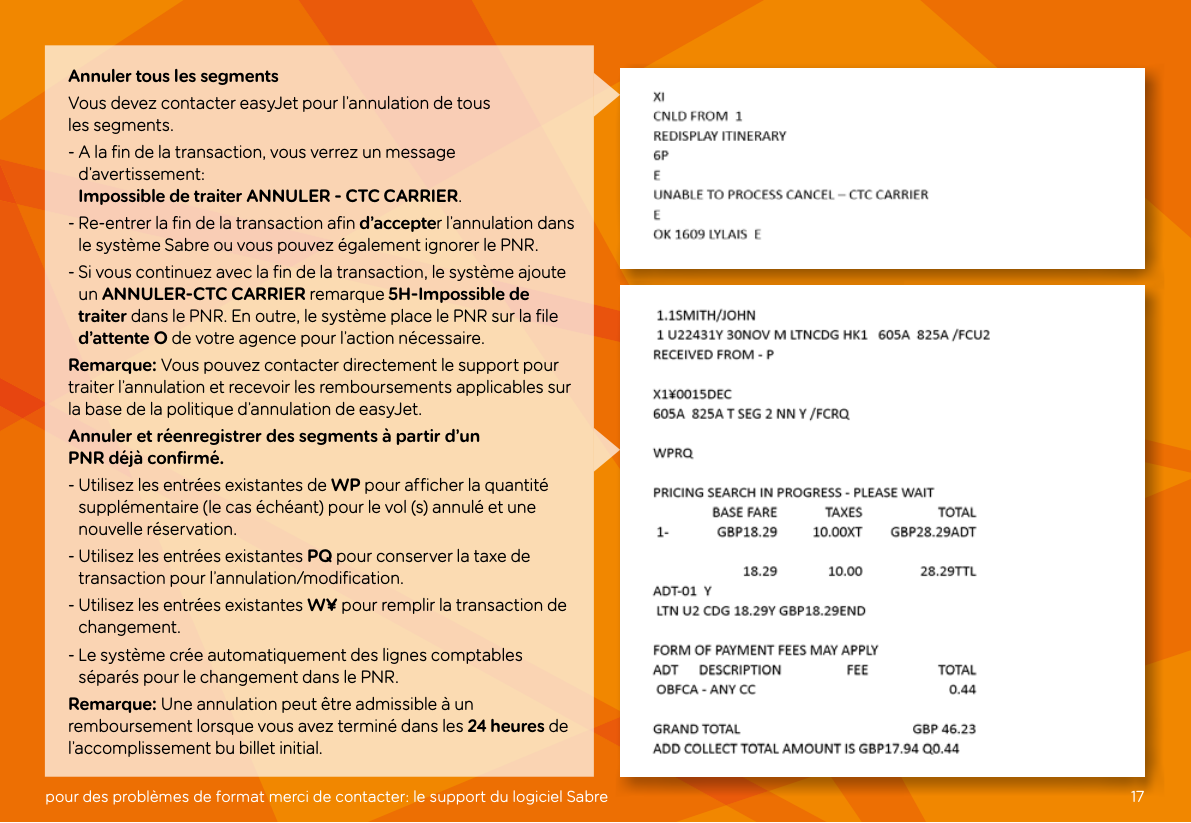 Annuler tous les segments
Vous devez contacter easyJet pour l'annulation de tous
les segments.
- A la fin de la transaction, vous verrez un message
d'avertissement:
Impossible de traiter ANNULER - CTC CARRIER.
- Re-entrer la fin de la transaction afin d'accepter l'annulation dans
le système Sabre ou vous pouvez également ignorer le PNR.
- Si vous continuez avec la fin de la transaction, le système ajoute
un ANNULER-CTC CARRIER remarque 5H-Impossible de
traiter dans le PNR. En outre, le système place le PNR sur la file
d'attente O de votre agence pour l'action nécessaire.
Remarque: Vous pouvez contacter directement le support pour
traiter l'annulation et recevoir les remboursements applicables sur
la base de la politique d'annulation de easyJet.
Annuler et réenregistrer des segments à partir d'un
PNR déjà confirmé.
- Utilisez les entrées existantes de WP pour afficher la quantité
supplémentaire (le cas échéant) pour le vol (s) annulé et une
nouvelle réservation.
- Utilisez les entrées existantes PQ pour conserver la taxe de
transaction pour l'annulation/modification.
- Utilisez les entrées existantes W¥ pour remplir la transaction de
changement.
- Le système crée automatiquement des lignes comptables
séparés pour le changement dans le PNR.
Remarque: Une annulation peut être admissible à un
remboursement lorsque vous avez terminé dans les 24 heures de
l'accomplissement bu billet initial.
XI
CNLD FROM 1
REDISPLAY ITINERARY
6P
E
UNABLE TO PROCESS CANCEL – CTC CARRIER
E
OK 1609 LYLAIS E
1.1SMITH/JOHN
1 U22431Y 30NOV M LTNCDG HK1 605A 825A /FCU2
RECEIVED FROM - P
X1¥0015DEC
605A 825A T SEG 2 NN Y /FCRQ
WPRQ
PRICING SEARCH IN PROGRESS - PLEASE WAIT
BASE FARE TAXES TOTAL
1- GBP18.29 10.00XT GBP28.29ADT
18.29 10.00 28.29TTL
ADT-01 Y
LTN U2 CDG 18.29Y GBP18.29END
FORM OF PAYMENT FEES MAY APPLY
ADT DESCRIPTION FEE TOTAL
OBFCA - ANY CC 0.44
GRAND TOTAL GBP 46.23
ADD COLLECT TOTAL AMOUNT IS GBP17.94 Q0.44
pour des problèmes de format merci de contacter: le support du logiciel Sabre
17